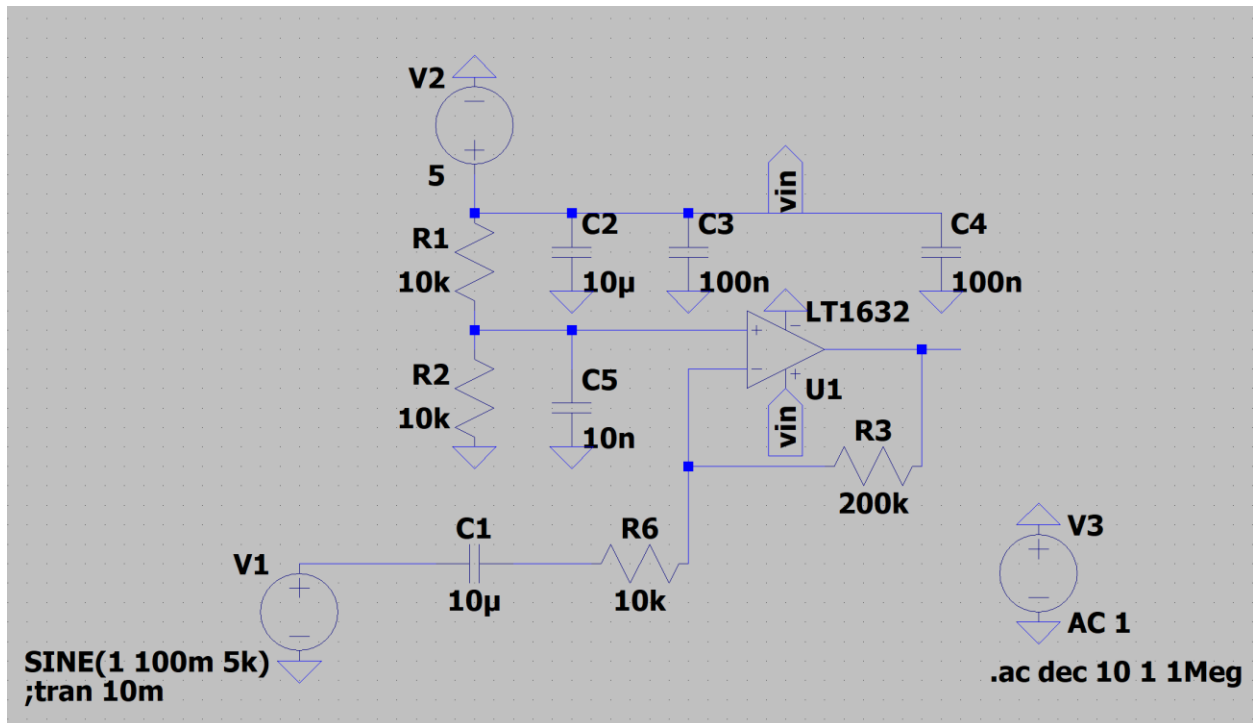 V2
5
vin
R1
10k
C2
10µ
C3
100n
C4
100n
LT1632
U1
vin
R2
10k
C5
10n
R3
200k
C1
10µ
R6
10k
V1
SINE(1 100m 5k)
;tran 10m
V3
AC 1
.ac dec 10 1 1Meg